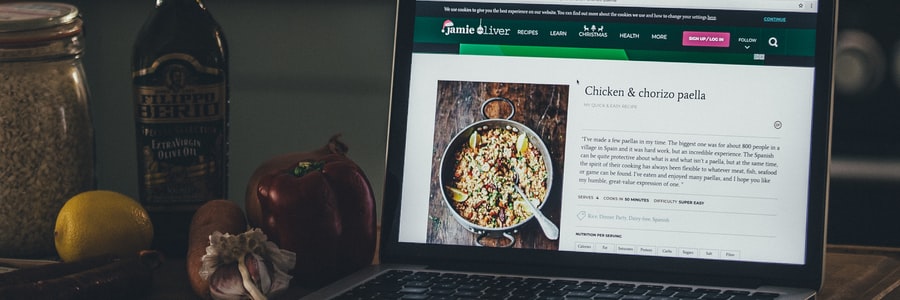 We use cookies to give you the best experience on our website. You can find out more about the cookies we use and how to change your settings here.
CONTINUE
jamie oliver
RECIPES LEARN CHRISTMAS HEALTH MORE
SIGN UP / LOG IN
FOLLOW
FILIPPO
BERIO
SPECIAL SELECTION
EXTRA VIRGIN
OLIVE OIL
Chicken & chorizo paella
MY QUICK & EASY RECIPE
"I've made a few paellas in my time. The biggest one was for about 800 people in a
village in Spain and it was hard work, but an incredible experience. The Spanish
can be quite protective about what is and what isn't a paella, but at the same time,
the spirit of their cooking has always been flexible to whatever meat, fish, seafood
or game can be found. I've eaten and enjoyed many paellas, and I hope you like
my humble, great-value expression of one. "
SERVES 6 COOKS IN 50 MINUTES DIFFICULTY SUPER EASY
Rice, Dinner Party, Dairy-free, Spanish
NUTRITION PER SERVING
Calories Fat Saturates Protein Carbs Sugar Salt Fibre